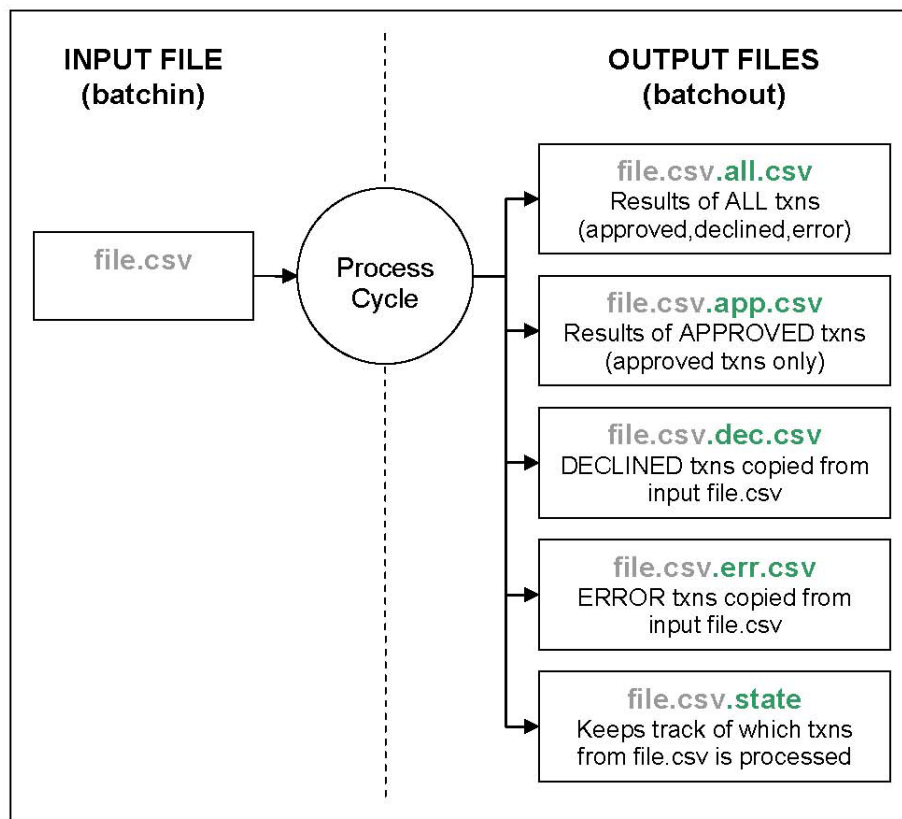 INPUT FILE
(batchin)
OUTPUT FILES
(batchout)
file.csv
Process
Cycle
file.csv.all.csv
Results of ALL txns
(approved,declined,error)
file.csv.app.csv
Results of APPROVED txns
(approved txns only)
file.csv.dec.csv
DECLINED txns copied from
input file.csv
file.csv.err.csv
ERROR txns copied from
input file.csv
file.csv.state
Keeps track of which txns
from file.csv is processed